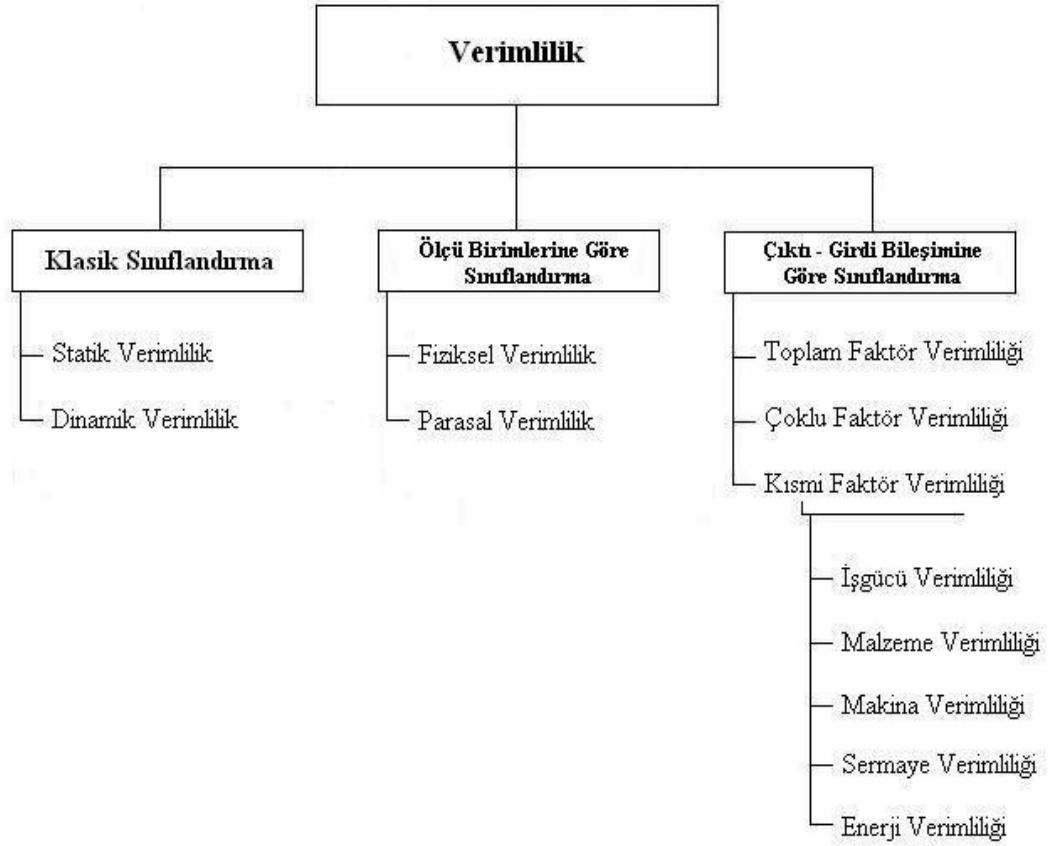 Verimlilik
Klasik Sınıflandırma
Statik Verimlilik
Dinamik Verimlilik
Ölçü Birimlerine Göre
Sınıflandırma
Fiziksel Verimlilik
Parasal Verimlilik
Çıktı - Girdi Bileşimine
Göre Sınıflandırma
Toplam Faktör Verimliliği
Çoklu Faktör Verimliliği
Kısmi Faktör Verimliliği
İşgücü Verimliliği
Malzeme Verimliliği
Makina Verimliliği
Sermaye Verimliliği
Enerji Verimliliği